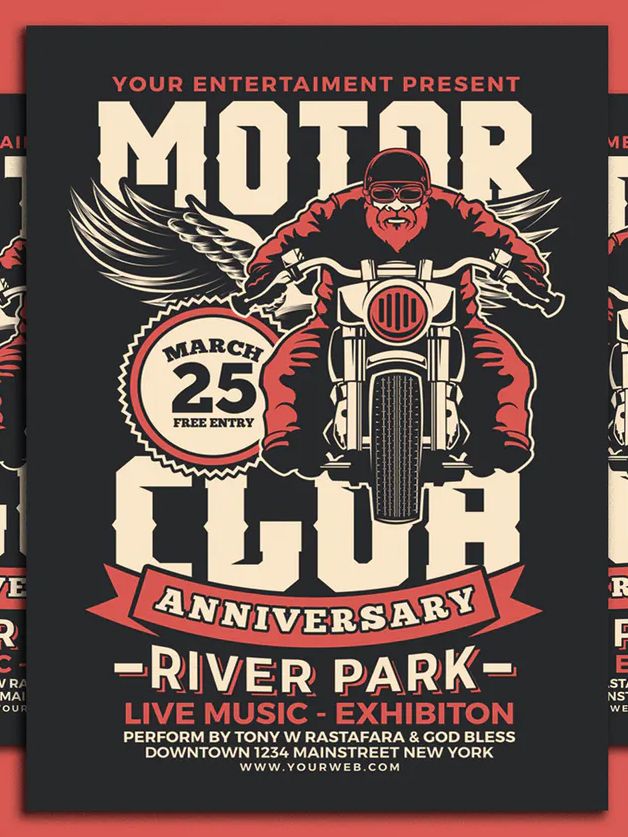 YOUR ENTERTAIMENT PRESENT
MOTOR
MARCH
25
FREE ENTRY
CLUB
ANNIVERSARY
-RIVER PARK-
LIVE MUSIC - EXHIBITON
PERFORM BY TONY W RASTAFARA & GOD BLESS
DOWNTOWN 1234 MAINSTREET NEW YORK
WWW.YOURWEB.COM